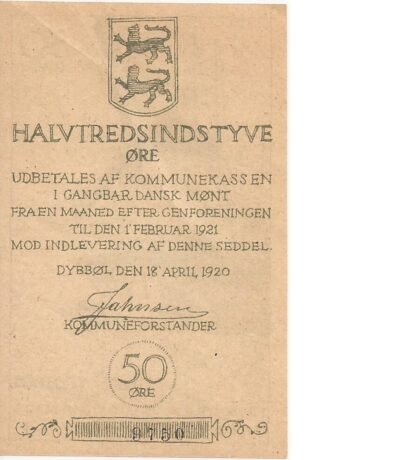 HALVTREDSINDSTYVE
ØRE
UDBETALES AF KOMMUNEKASSEN
I GANGBAR DANSK MØNT
FRA EN MAANED EFTER GENFORENINGEN
TIL DEN 1' FEBRUAR 1921
MOD INDLEVERING AF DENNE SEDDEL.
DYBBØL, DEN 18' APRIL, 1920
Jahnsen
KOMMUNEFORSTANDER
50
ØRE
9750